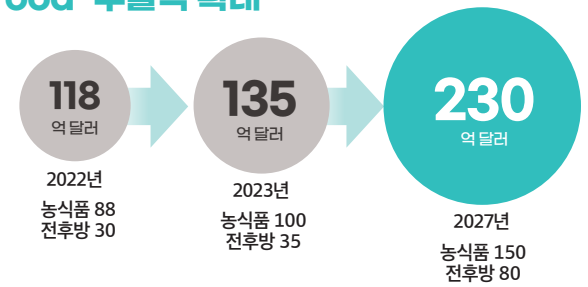 118
억 달러
2022년
농식품 88
전후방 30
135
억 달러
2023년
농식품 100
전후방 35
230
억 달러
2027년
농식품 150
전후방 80